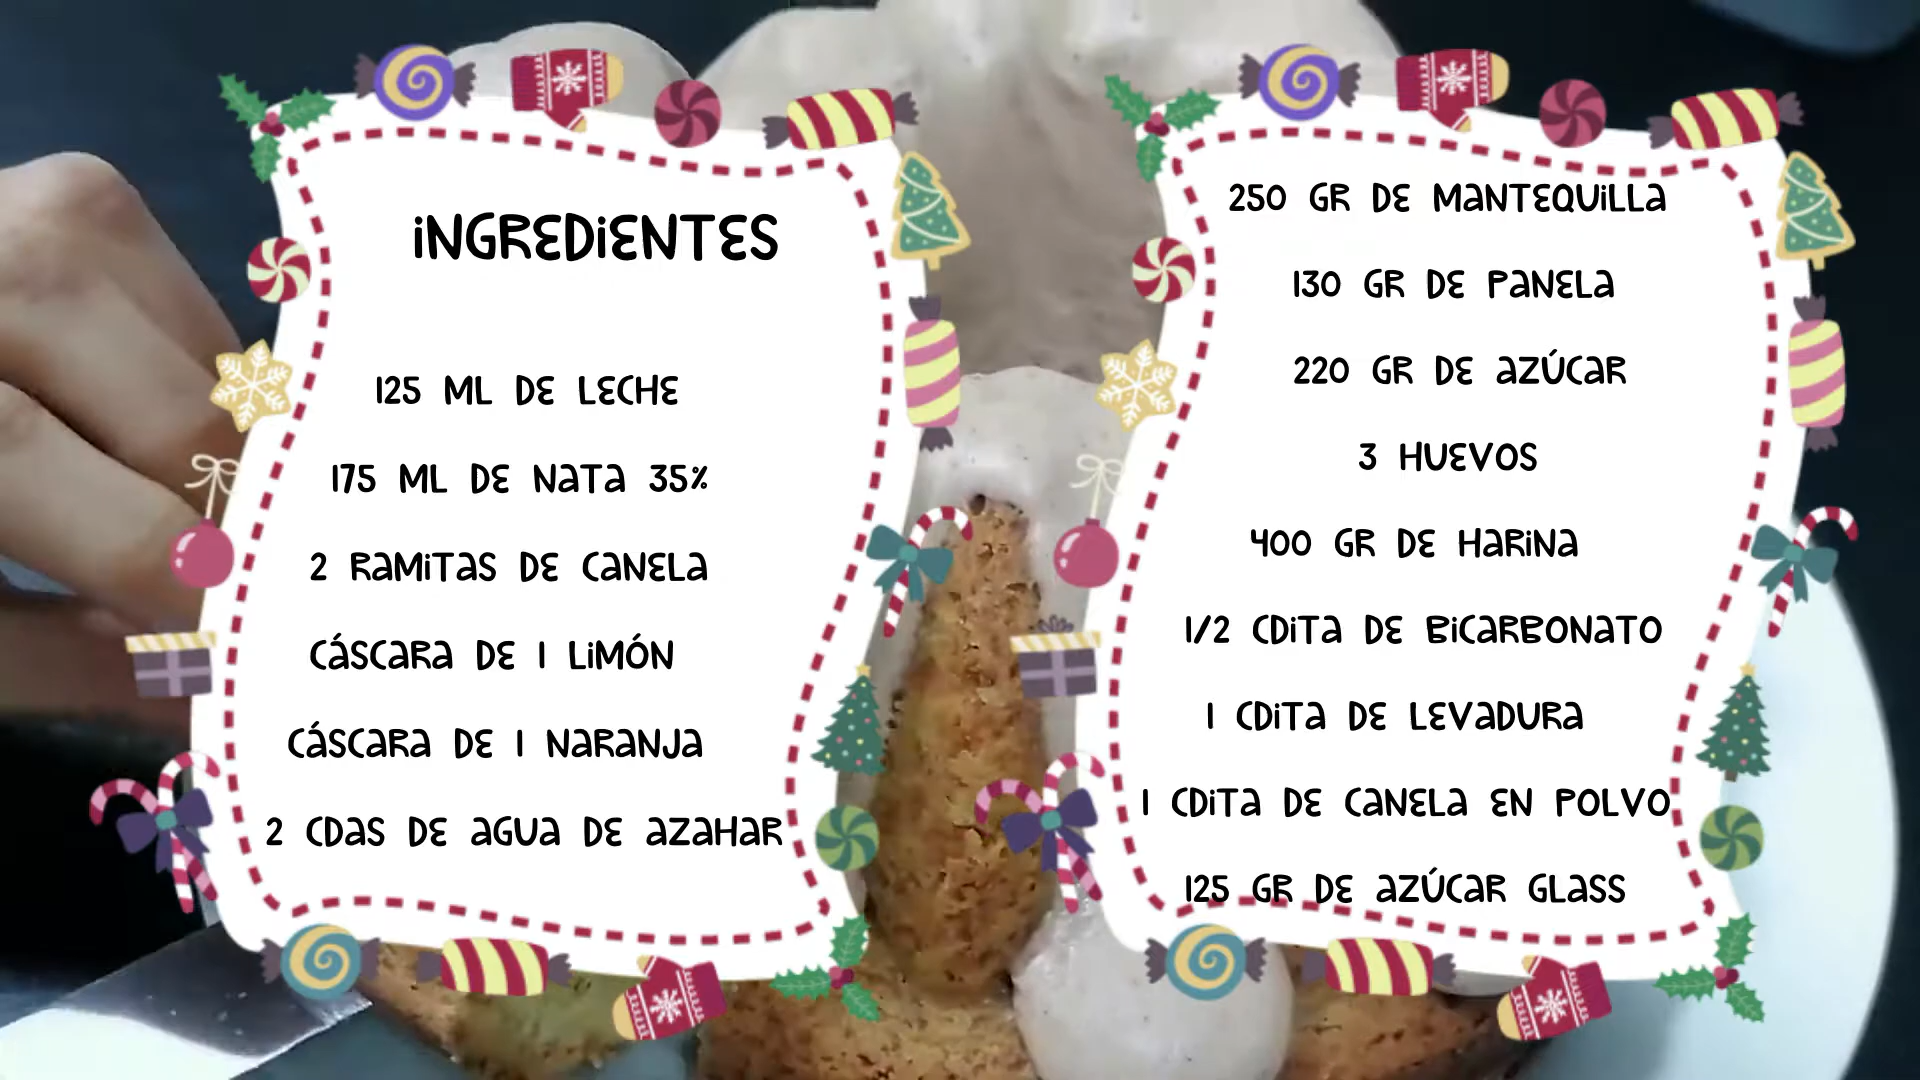 INGREDIENTES
125 ML DE LECHE
175 ML DE NATA 35%
2 RAMITAS DE CANELA
CÁSCARA DE 1 LIMÓN
CÁSCARA DE 1 NARANJA
2 CDAS DE AGUA DE AZAHAR
250 GR DE MANTEQUILLA
130 GR DE PANELA
220 GR DE AZÚCAR
3 HUEVOS
400 GR DE HARINA
1/2 CDITA DE BICARBONATO
1 CDITA DE LEVADURA
1 CDITA DE CANELA EN POLVO
125 GR DE AZÚCAR GLASS